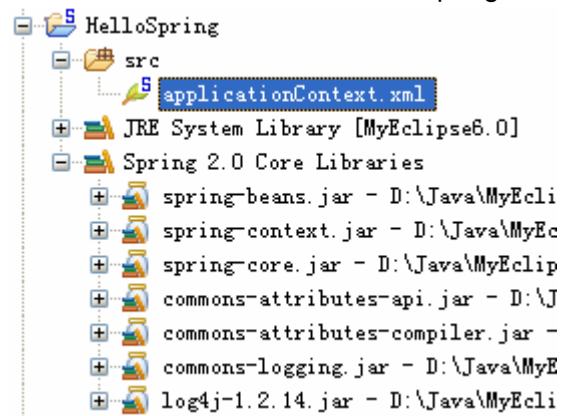 HelloSpring
src
applicationContext.xml
JRE System Library [MyEclipse6.0]
Spring 2.0 Core Libraries
spring-beans.jar - D:\Java\MyEcli
spring-context.jar - D:\Java\MyEc
spring-core.jar - D:\Java\MyEclip
commons-attributes-api.jar - D:\J
commons-attributes-compiler.jar -
commons-logging.jar - D:\Java\MyE
log4j-1.2.14.jar - D:\Java\MyEcli